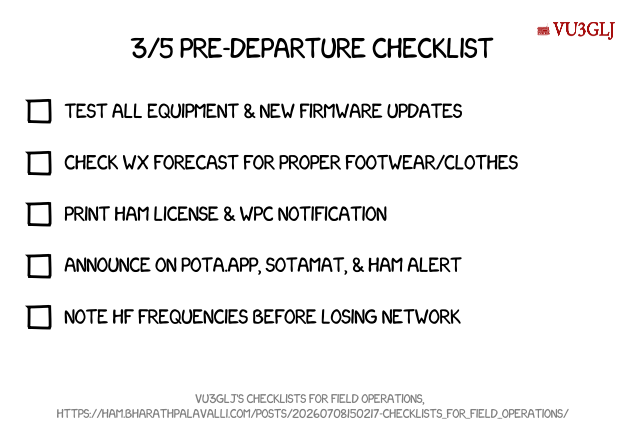 VU3GLJ
3/5 PRE-DEPARTURE CHECKLIST
TEST ALL EQUIPMENT & NEW FIRMWARE UPDATES
CHECK WX FORECAST FOR PROPER FOOTWEAR/CLOTHES
PRINT HAM LICENSE & WPC NOTIFICATION
ANNOUNCE ON POTA.APP, SOTAMAT, & HAM ALERT
NOTE HF FREQUENCIES BEFORE LOSING NETWORK
VU3GLJ'S CHECKLISTS FOR FIELD OPERATIONS,
HTTPS://HAM.BHARATHPALAVALLI.COM/POSTS/20260708150217-CHECKLISTS_FOR_FIELD_OPERATIONS/